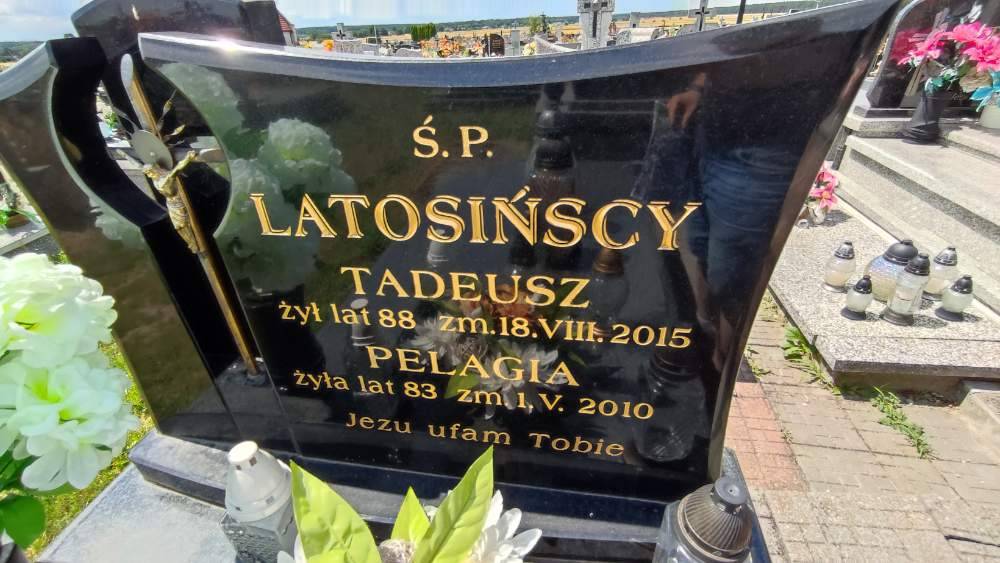 Ś.P.
LATOSIŃSCY
TADEUSZ
żył lat 88 zm.18.VIII.2015
PELAGIA
żyła lat 83 zm.1.V. 2010
Jezu ufam Tobie